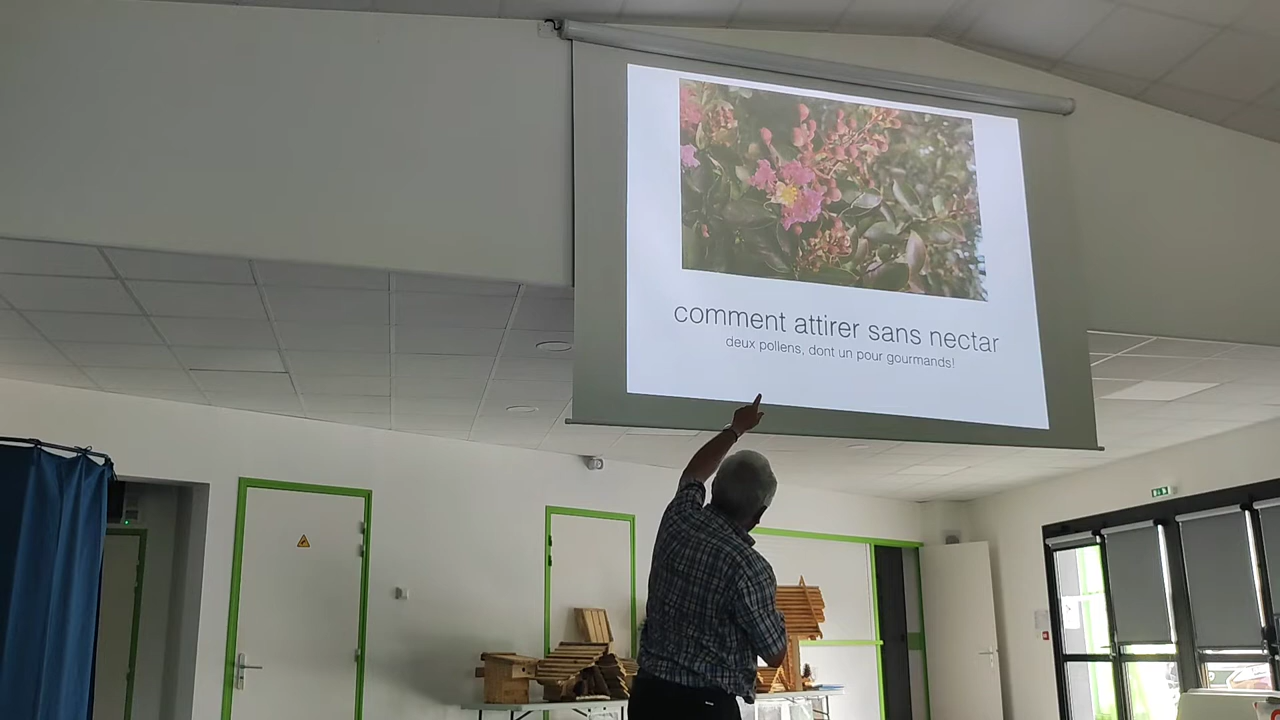 comment attirer sans nectar
deux pollens, dont un pour gourmands!